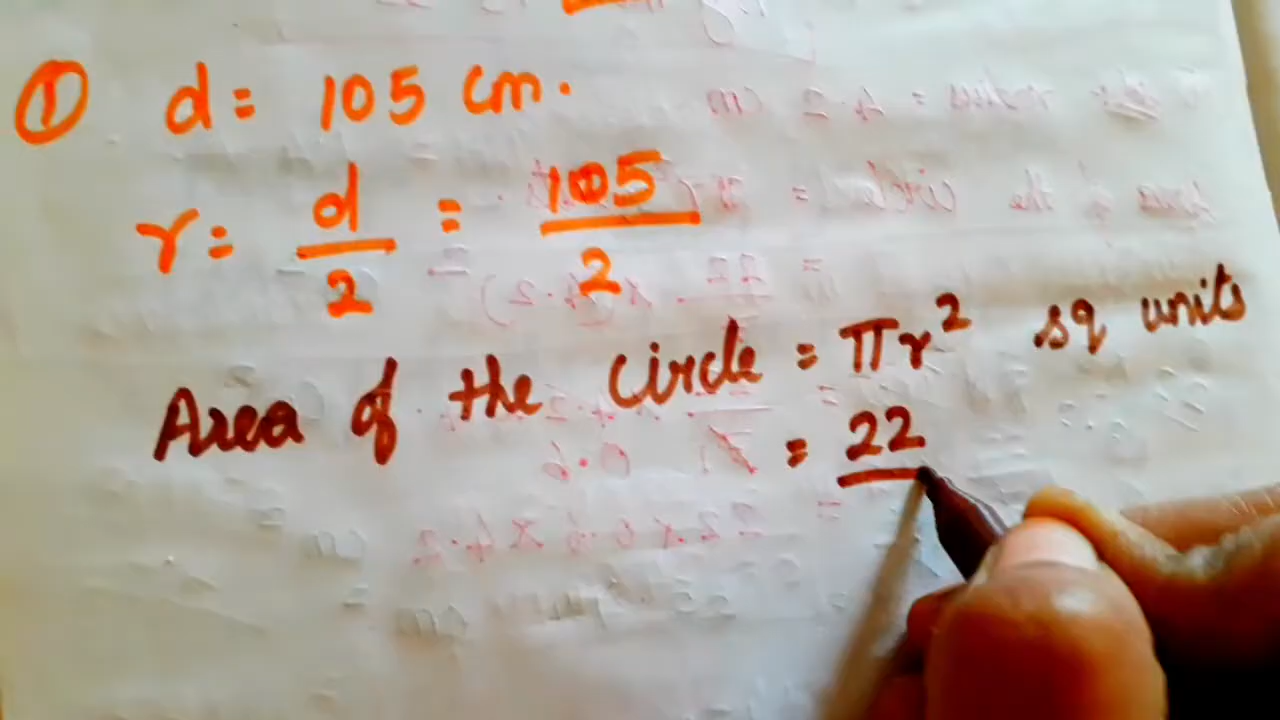 ① d = 105 cm.
r = d/2 = 105/2
Area of the circle = πr² sq units
= 22